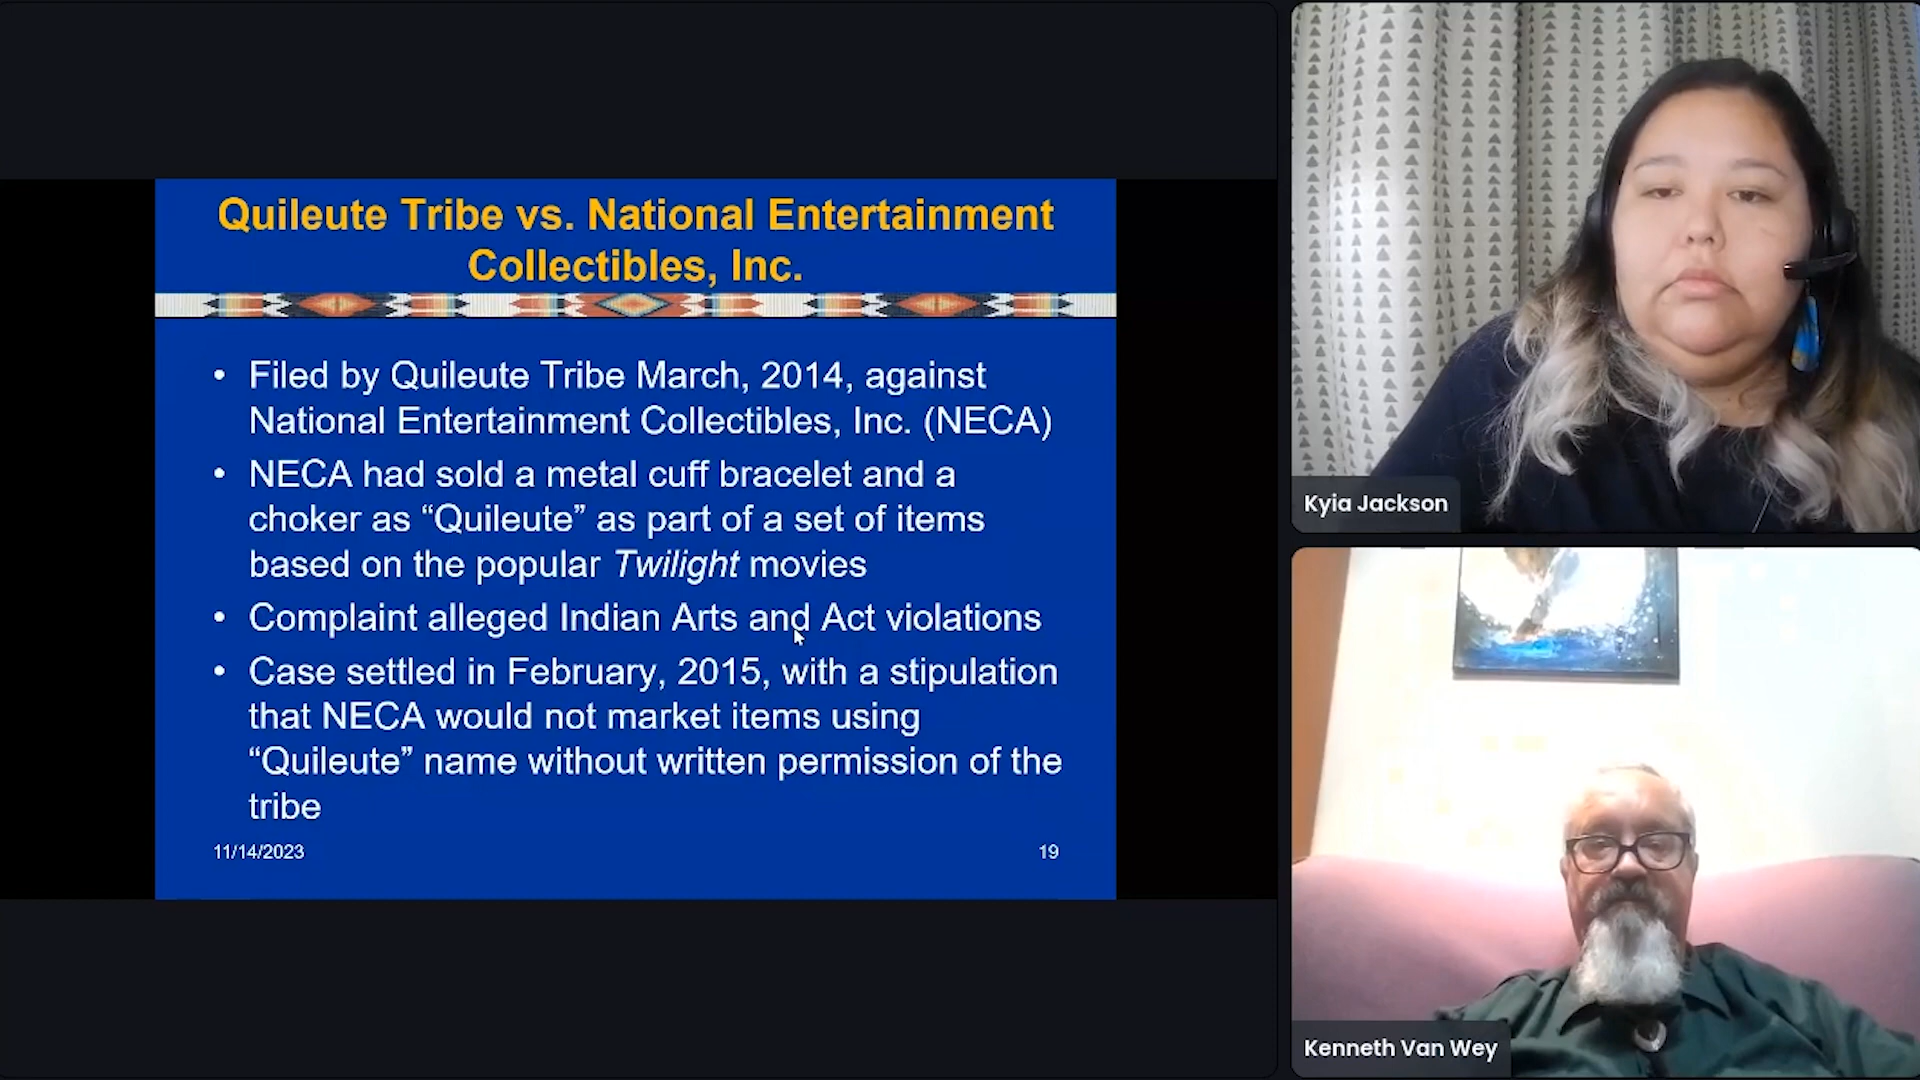 Quileute Tribe vs. National Entertainment
Collectibles, Inc.
• Filed by Quileute Tribe March, 2014, against
National Entertainment Collectibles, Inc. (NECA)
• NECA had sold a metal cuff bracelet and a
choker as “Quileute” as part of a set of items
based on the popular Twilight movies
• Complaint alleged Indian Arts and Act violations
• Case settled in February, 2015, with a stipulation
that NECA would not market items using
“Quileute” name without written permission of the
tribe
11/14/2023
19
Kyia Jackson
Kenneth Van Wey